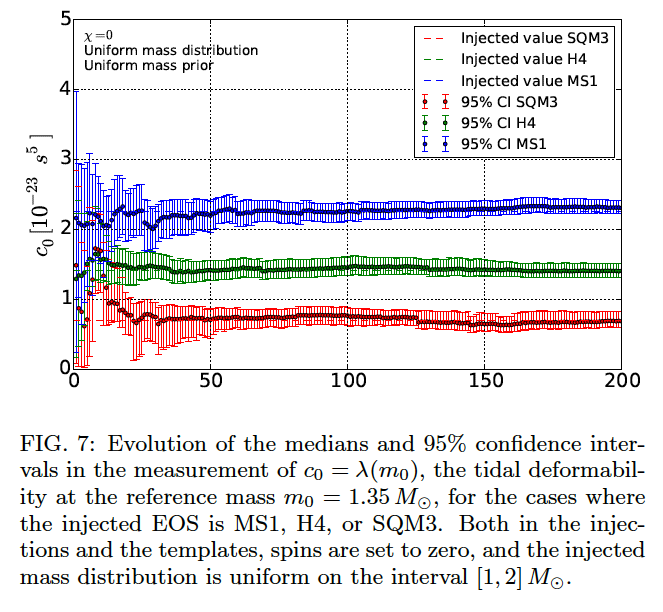 5
4
3
2
1
0
c₀ [10⁻²³ s⁵]
χ=0
Uniform mass distribution
Uniform mass prior
Injected value SQM3
Injected value H4
Injected value MS1
95% CI SQM3
95% CI H4
95% CI MS1
0 50 100 150 200
FIG. 7: Evolution of the medians and 95% confidence inter-
vals in the measurement of c₀ = λ(m₀), the tidal deformabil-
ity at the reference mass m₀ = 1.35 M⊙, for the cases where
the injected EOS is MS1, H4, or SQM3. Both in the injec-
tions and the templates, spins are set to zero, and the injected
mass distribution is uniform on the interval [1, 2] M⊙.